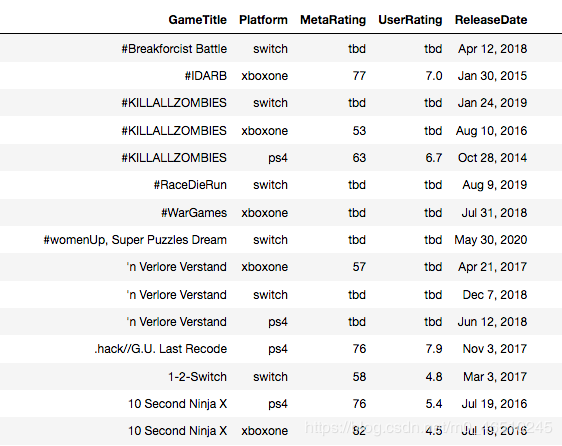 GameTitle Platform MetaRating UserRating ReleaseDate
#Breakforcist Battle switch tbd tbd Apr 12, 2018
#IDARB xboxone 77 7.0 Jan 30, 2015
#KILLALLZOMBIES switch tbd tbd Jan 24, 2019
#KILLALLZOMBIES xboxone 53 tbd Aug 10, 2016
#KILLALLZOMBIES ps4 63 6.7 Oct 28, 2014
#RaceDieRun switch tbd tbd Aug 9, 2019
#WarGames xboxone tbd tbd Jul 31, 2018
#womenUp, Super Puzzles Dream switch tbd tbd May 30, 2020
'n Verlore Verstand xboxone 57 tbd Apr 21, 2017
'n Verlore Verstand switch tbd tbd Dec 7, 2018
'n Verlore Verstand ps4 tbd tbd Jun 12, 2018
.hack//G.U. Last Recode ps4 76 7.9 Nov 3, 2017
1-2-Switch switch 58 4.8 Mar 3, 2017
10 Second Ninja X ps4 76 5.4 Jul 19, 2016
10 Second Ninja X xboxone 82 4.5 Jul 19, 2016